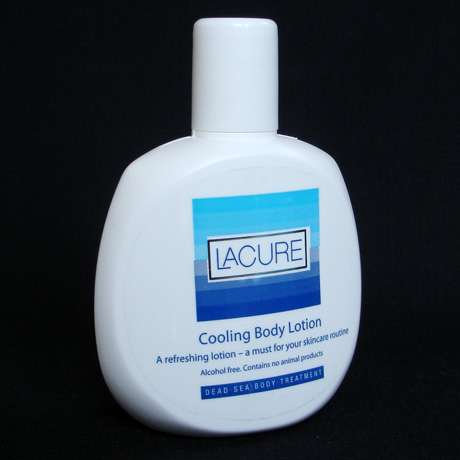 LACURE
Cooling Body Lotion
A refreshing lotion – a must for your skincare routine
Alcohol free. Contains no animal products
DEAD SEA BODY TREATMENT